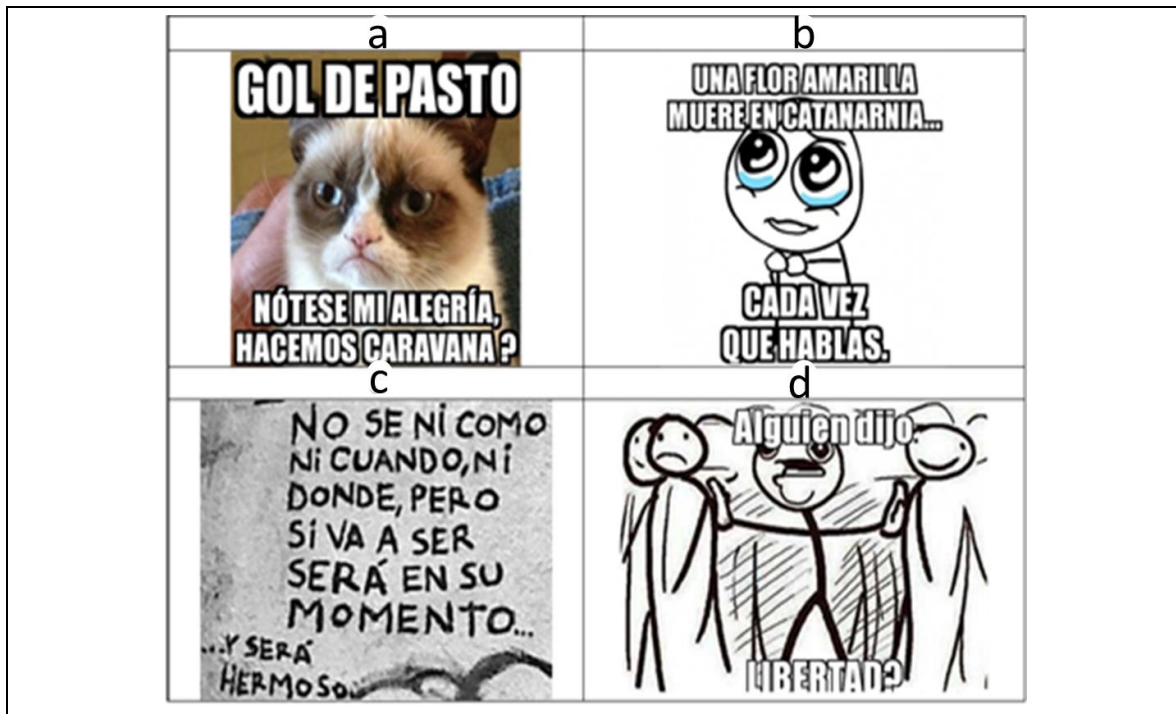 a
b
GOL DE PASTO
NÓTESE MI ALEGRÍA,
HACEMOS CARAVANA ?
UNA FLOR AMARILLA
MUERE EN CATANARNIA...
CADA VEZ
QUE HABLAS.
c
d
NO SE NI COMO
NI CUANDO, NI
DONDE, PERO
SI VA A SER
SERÁ EN SU
MOMENTO...
...Y SERÁ
HERMOSO.
Alguien dijo
LIBERTAD?